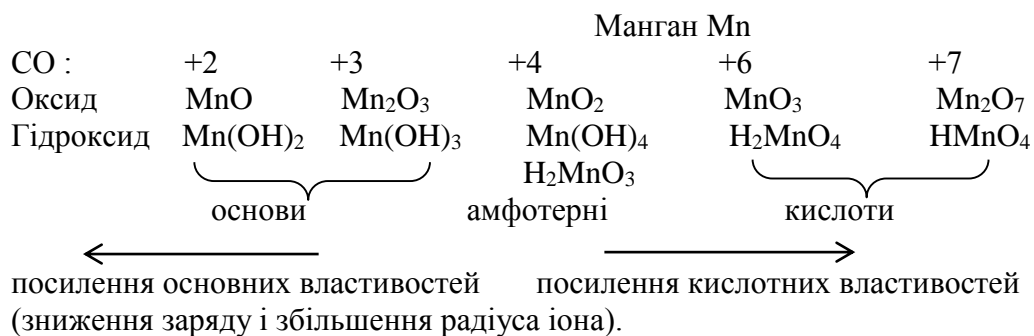 Манган Mn
СО : +2 +3 +4 +6 +7
Оксид MnO Mn₂O₃ MnO₂ MnO₃ Mn₂O₇
Гідроксид Mn(OH)₂ Mn(OH)₃ Mn(OH)₄ H₂MnO₄ HMnO₄
H₂MnO₃
основи амфотерні кислоти
посилення основних властивостей посилення кислотних властивостей
(зниження заряду і збільшення радіуса іона).